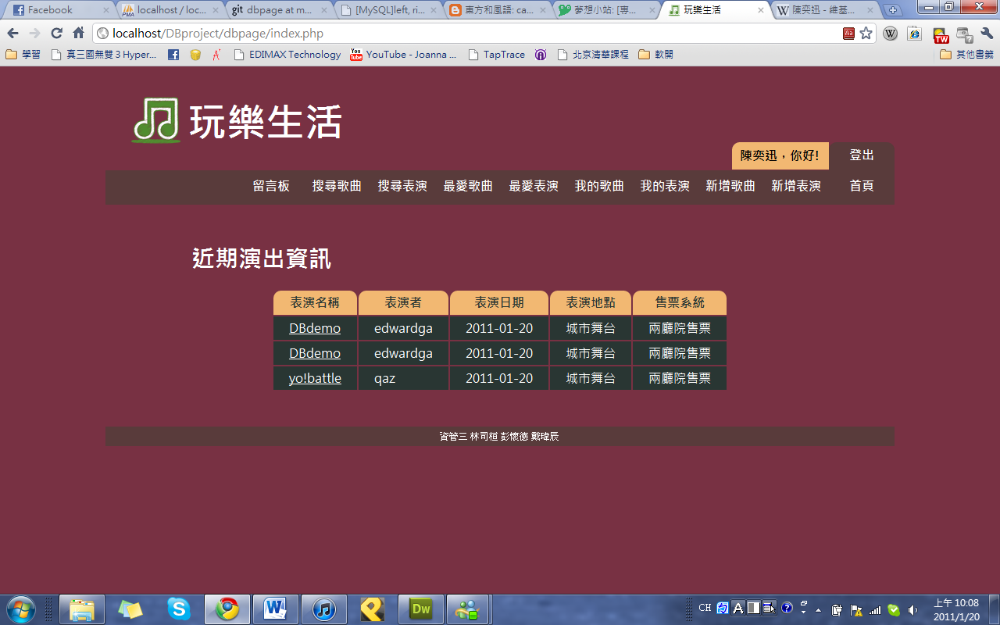 Facebook
localhost / loc...
git dbpage at m...
[MySQL]left, ri...
東方和風語: ca...
夢想小站: [專...
玩樂生活
W 陳奕迅 - 維基...
localhost/DBproject/dbpage/index.php
學習
真三國無雙 3 Hyper...
EDIMAX Technology
YouTube - Joanna ...
TapTrace
北京清華課程
軟開
其他書籤
玩樂生活
陳奕迅，你好!
登出
留言板 搜尋歌曲 搜尋表演 最愛歌曲 最愛表演 我的歌曲 我的表演 新增歌曲 新增表演 首頁
近期演出資訊
表演名稱 表演者 表演日期 表演地點 售票系統
DBdemo edwardga 2011-01-20 城市舞台 兩廳院售票
DBdemo edwardga 2011-01-20 城市舞台 兩廳院售票
yo!battle qaz 2011-01-20 城市舞台 兩廳院售票
資管三 林司桓 彭懷德 戴瑋辰
CH
上午 10:08
2011/1/20